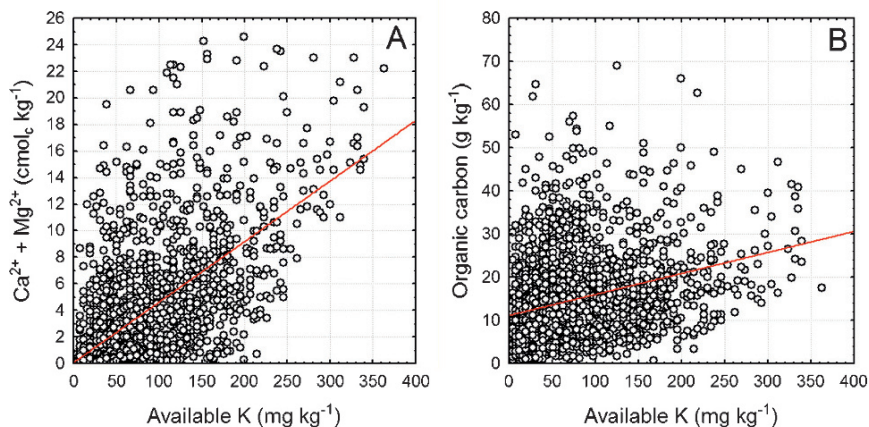 A
Ca²⁺ + Mg²⁺ (cmol_c kg⁻¹)
26
24
22
20
18
16
14
12
10
8
6
4
2
0
0 50 100 150 200 250 300 350 400
Available K (mg kg⁻¹)
B
Organic carbon (g kg⁻¹)
80
70
60
50
40
30
20
10
0
0 50 100 150 200 250 300 350 400
Available K (mg kg⁻¹)